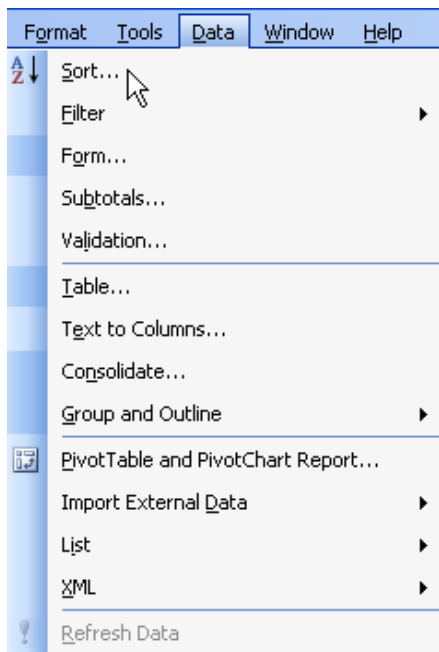 Format Tools Data Window Help
Sort...
Filter
Form...
Subtotals...
Validation...
Table...
Text to Columns...
Consolidate...
Group and Outline
PivotTable and PivotChart Report...
Import External Data
List
XML
Refresh Data